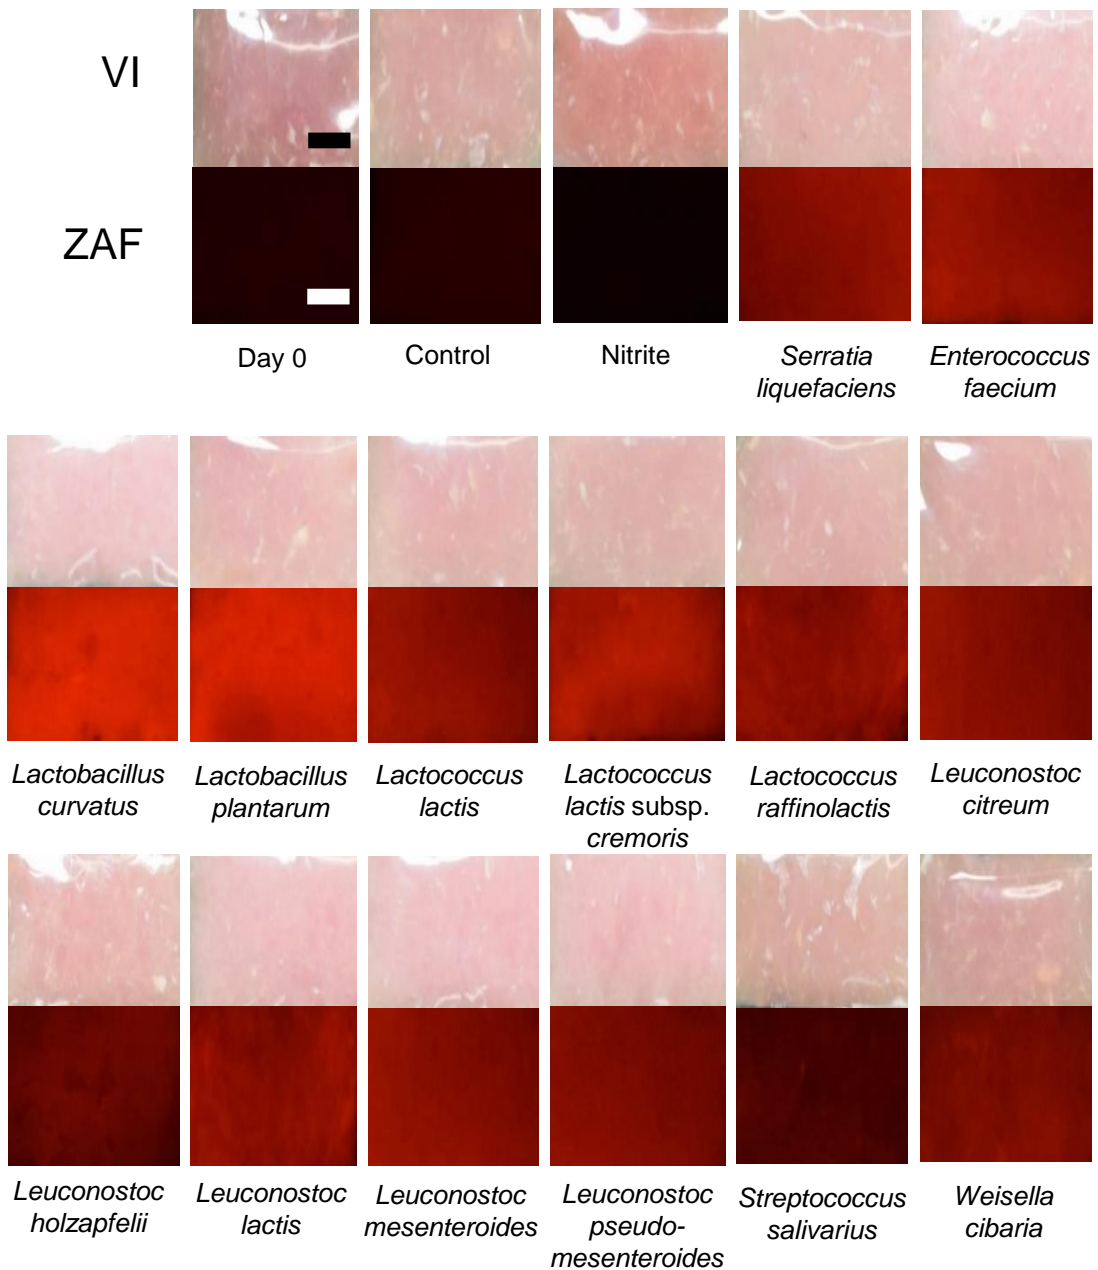 VI
ZAF
Day 0
Control
Nitrite
Serratia
liquefaciens
Enterococcus
faecium
Lactobacillus
curvatus
Lactobacillus
plantarum
Lactococcus
lactis
Lactococcus
lactis subsp.
cremoris
Lactococcus
raffinolactis
Leuconostoc
citreum
Leuconostoc
holzapfelii
Leuconostoc
lactis
Leuconostoc
mesenteroides
Leuconostoc
pseudo-
mesenteroides
Streptococcus
salivarius
Weisella
cibaria